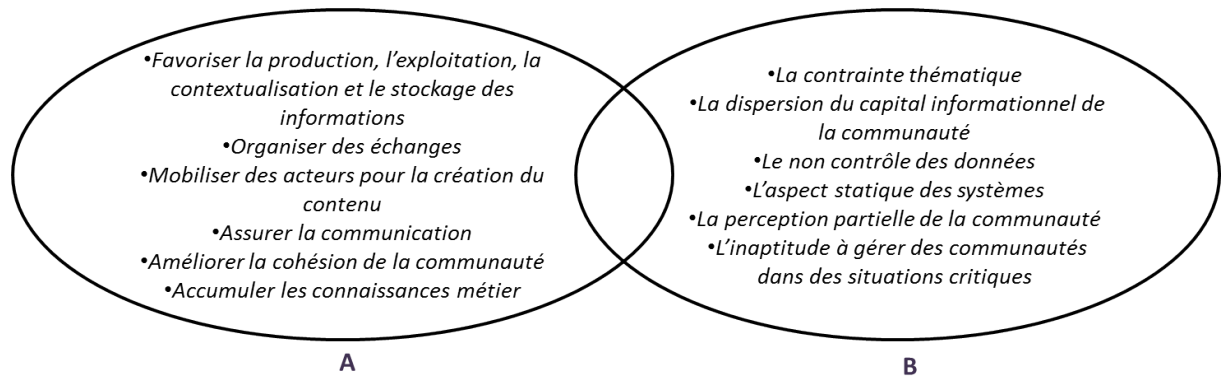 •Favoriser la production, l’exploitation, la
contextualisation et le stockage des
informations
•Organiser des échanges
•Mobiliser des acteurs pour la création du
contenu
•Assurer la communication
•Améliorer la cohésion de la communauté
•Accumuler les connaissances métier
A
•La contrainte thématique
•La dispersion du capital informationnel de
la communauté
•Le non contrôle des données
•L’aspect statique des systèmes
•La perception partielle de la communauté
•L’inaptitude à gérer des communautés
dans des situations critiques
B